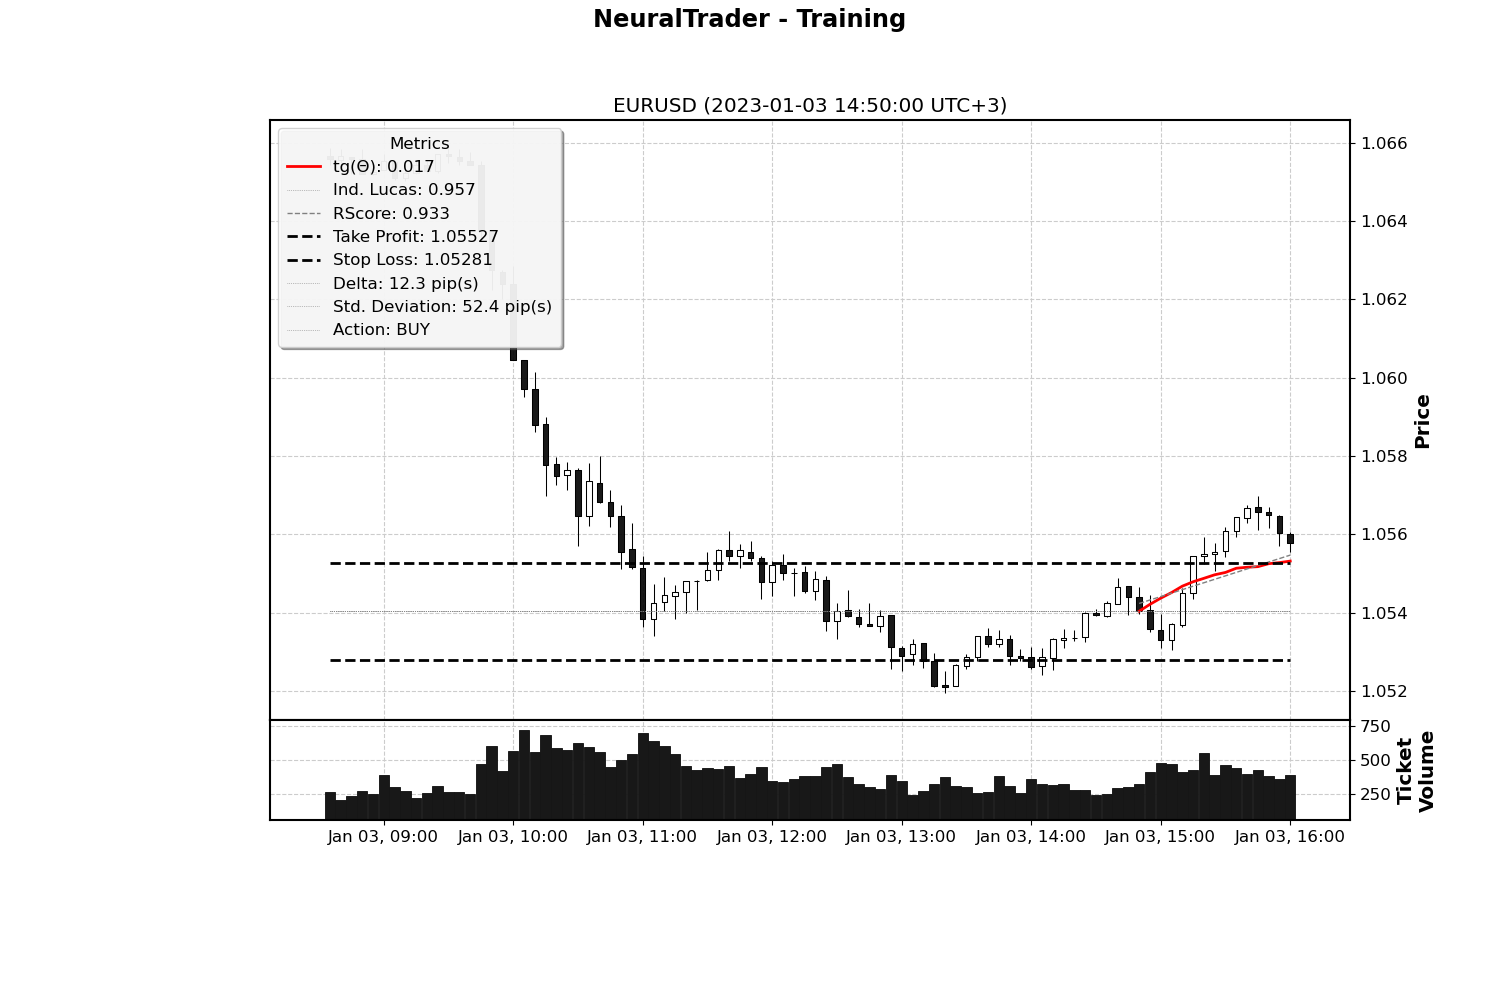 NeuralTrader - Training
EURUSD (2023-01-03 14:50:00 UTC+3)
Metrics
tg(Θ): 0.017
Ind. Lucas: 0.957
RScore: 0.933
Take Profit: 1.05527
Stop Loss: 1.05281
Delta: 12.3 pip(s)
Std. Deviation: 52.4 pip(s)
Action: BUY
1.066
1.064
1.062
1.060
1.058
1.056
1.054
1.052
Price
750
500
250
Ticket
Volume
Jan 03, 09:00
Jan 03, 10:00
Jan 03, 11:00
Jan 03, 12:00
Jan 03, 13:00
Jan 03, 14:00
Jan 03, 15:00
Jan 03, 16:00